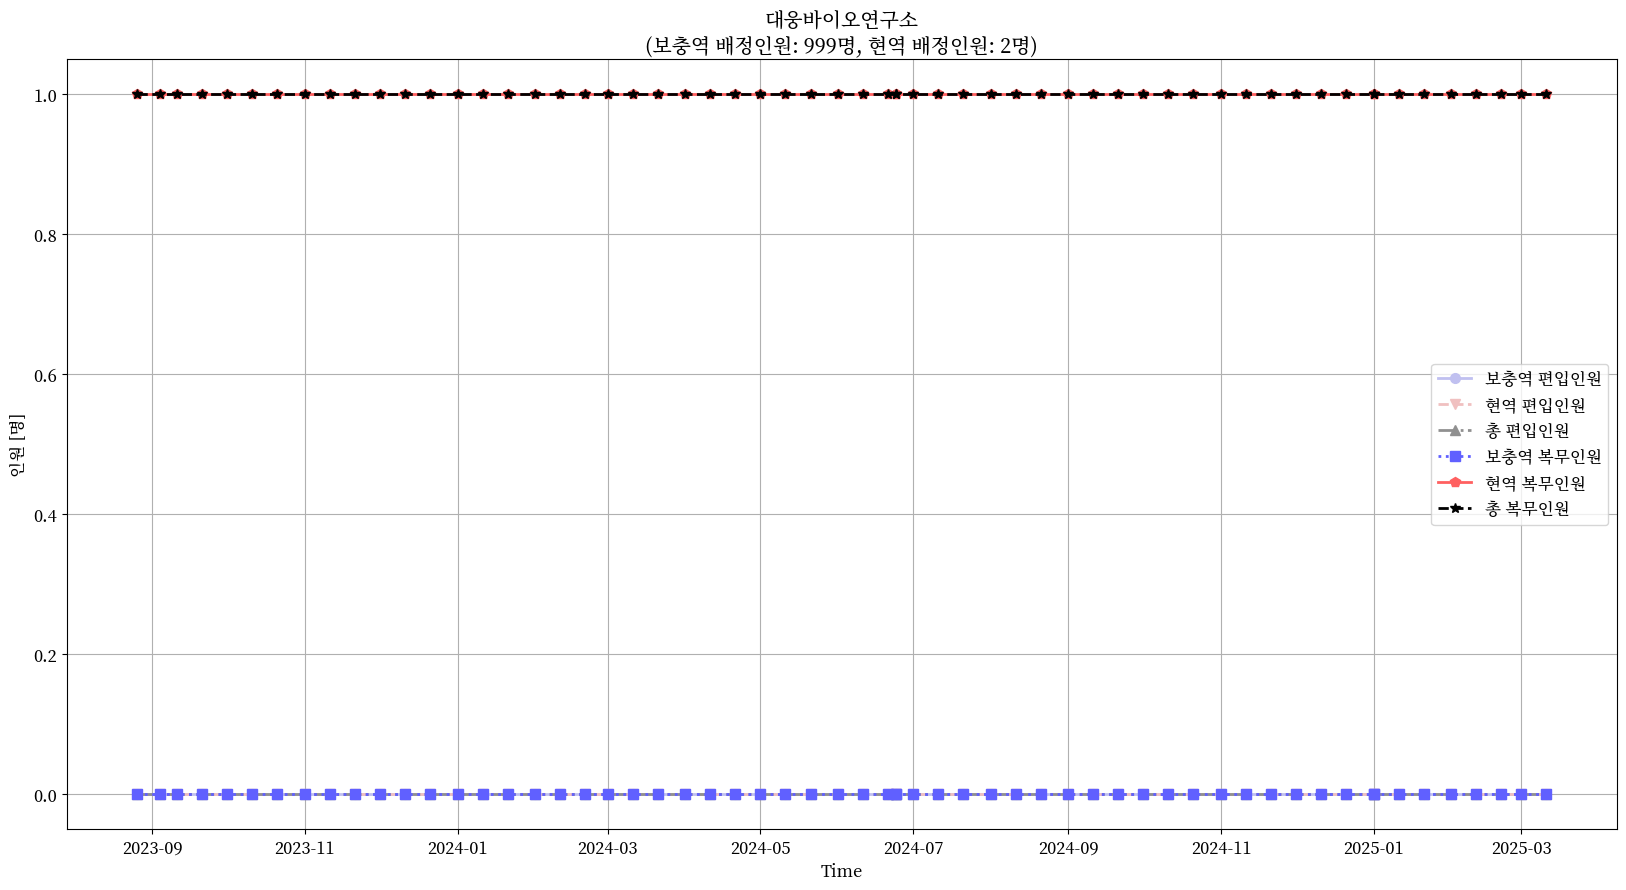 대웅바이오연구소
(보충역 배정인원: 999명, 현역 배정인원: 2명)
인원 [명]
1.0
0.8
0.6
0.4
0.2
0.0
보충역 편입인원
현역 편입인원
총 편입인원
보충역 복무인원
현역 복무인원
총 복무인원
2023-09 2023-11 2024-01 2024-03 2024-05 2024-07 2024-09 2024-11 2025-01 2025-03
Time